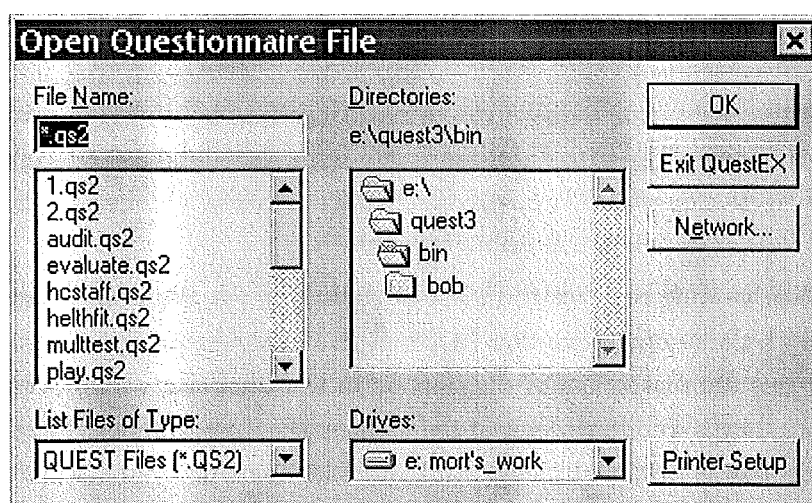 Open Questionnaire File
File Name:
*.qs2
1.qs2
2.qs2
audit.qs2
evaluate.qs2
hcstaff.qs2
helthfit.qs2
multtest.qs2
play.qs2
List Files of Type:
QUEST Files (*.QS2)
Directories:
e:\quest3\bin
e:\
quest3
bin
bob
Drives:
e: mort's_work
OK
Exit QuestEX
Network...
Printer Setup